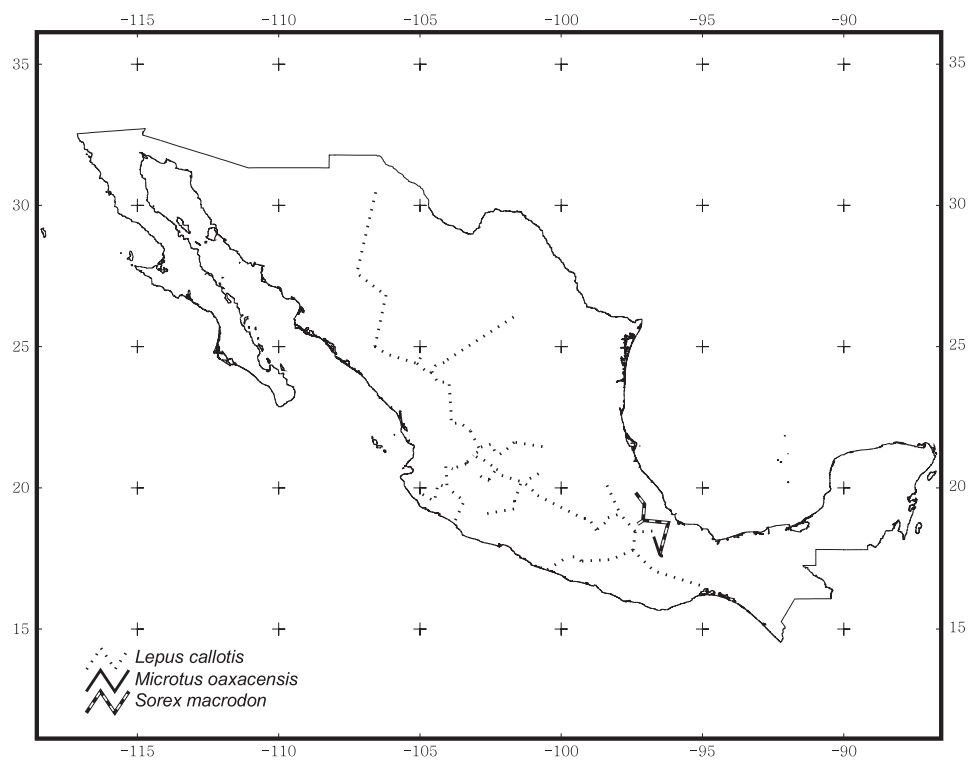 −115 −110 −105 −100 −95 −90
35 35
30 30
25 25
20 20
15 15
Lepus callotis
Microtus oaxacensis
Sorex macrodon
−115 −110 −105 −100 −95 −90